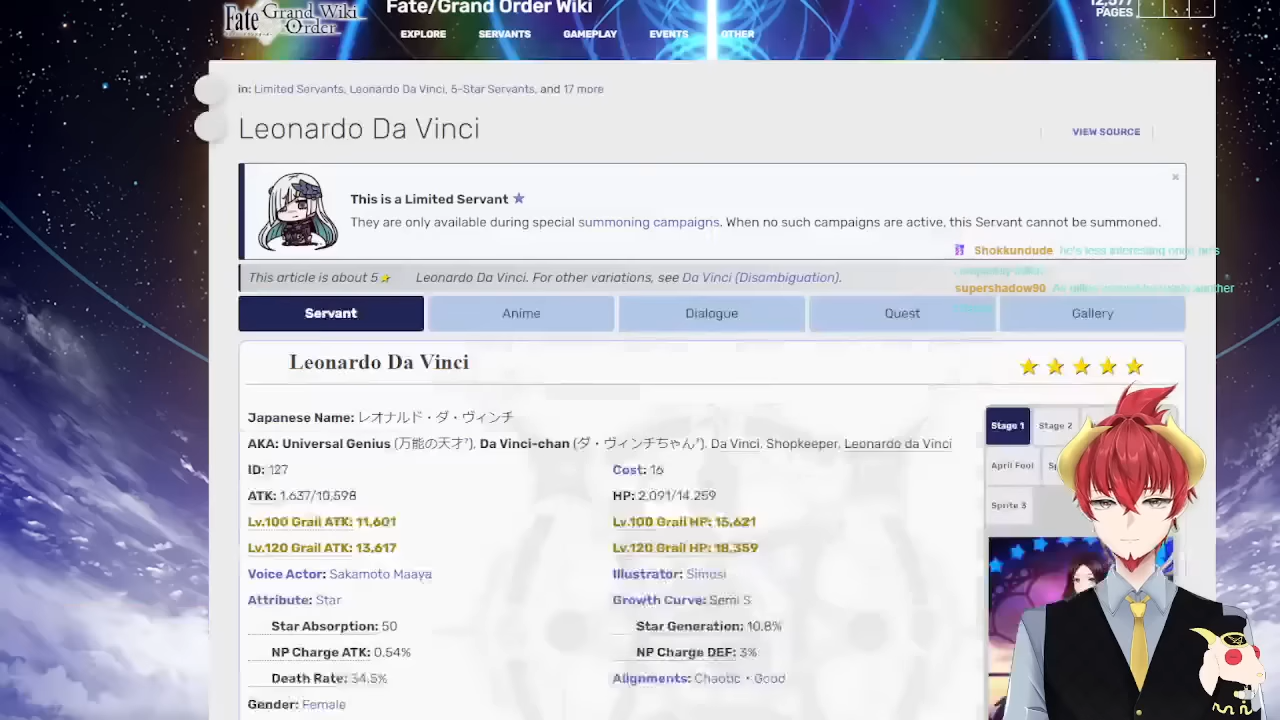 Fate Grand Order Wiki
Fate/Grand Order Wiki
PAGES
EXPLORE SERVANTS GAMEPLAY EVENTS OTHER
in: Limited Servants, Leonardo Da Vinci, 5-Star Servants, and 17 more
Leonardo Da Vinci
VIEW SOURCE
This is a Limited Servant ★
They are only available during special summoning campaigns. When no such campaigns are active, this Servant cannot be summoned.
Shokkundude he's less interesting once
This article is about 5★ Leonardo Da Vinci. For other variations, see Da Vinci (Disambiguation).
supershadow90 another
Servant Anime Dialogue Quest Gallery
Leonardo Da Vinci
Japanese Name: レオナルド・ダ・ヴィンチ
AKA: Universal Genius (万能の天才?), Da Vinci-chan (ダ・ヴィンチちゃん?), Da Vinci, Shopkeeper, Leonardo da Vinci
ID: 127 Cost: 16
ATK: 1,637/10,598 HP: 2,091/14,259
Lv.100 Grail ATK: 11,601 Lv.100 Grail HP: 15,621
Lv.120 Grail ATK: 13,617 Lv.120 Grail HP: 18,359
Voice Actor: Sakamoto Maaya Illustrator: Simosi
Attribute: Star Growth Curve: Semi S
Star Absorption: 50 Star Generation: 10.8%
NP Charge ATK: 0.54% NP Charge DEF: 3%
Death Rate: 34.5% Alignments: Chaotic・Good
Gender: Female
Stage 1 Stage 2
April Fool
Sprite 3